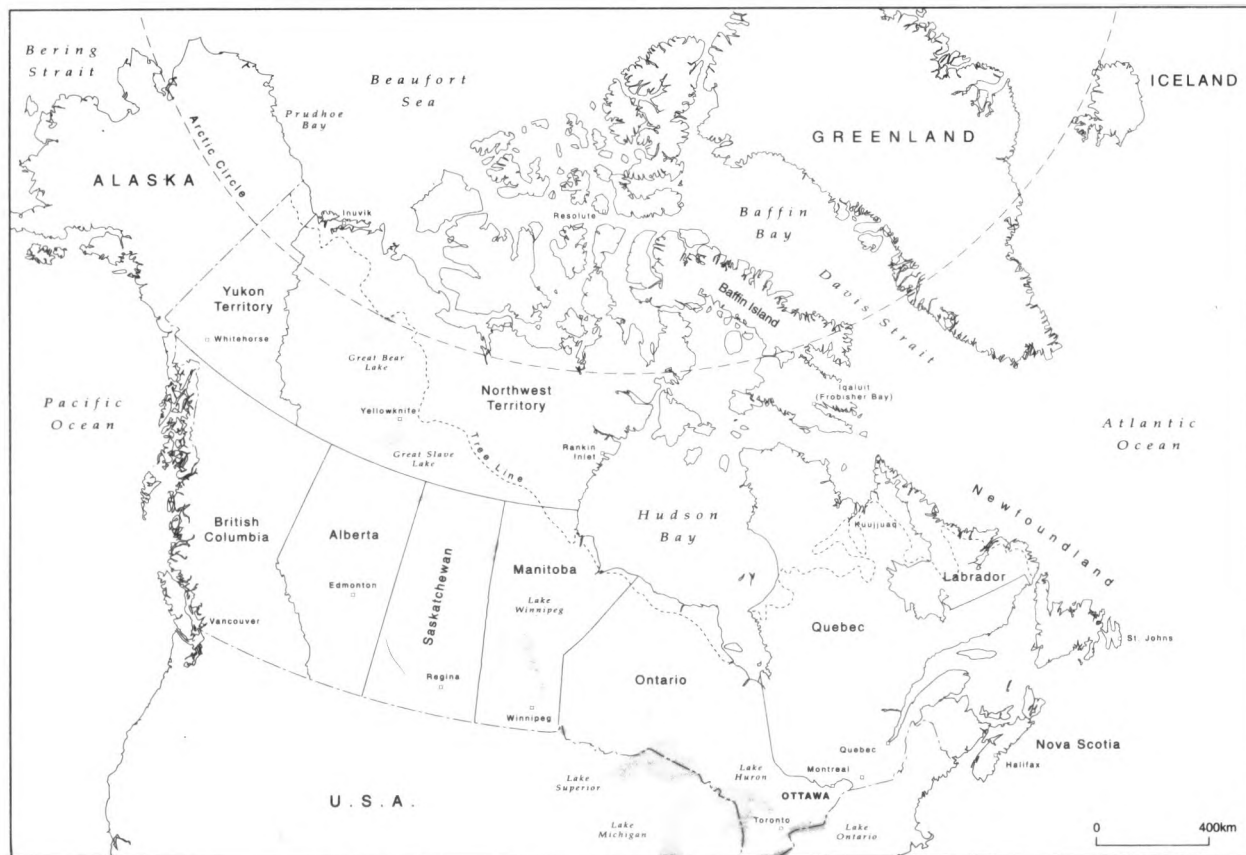 Bering
Strait
Beaufort
Sea
Prudhoe
Bay
ICELAND
GREENLAND
Arctic Circle
ALASKA
Inuvik
Resolute
Baffin
Bay
Davis Strait
Baffin Island
Yukon
Territory
Whitehorse
Great Bear
Lake
Northwest
Territory
Iqaluit
(Frobisher Bay)
Pacific
Ocean
Yellowknife
Atlantic
Ocean
Great Slave
Lake
Tree Line
Rankin
Inlet
Newfoundland
British
Columbia
Alberta
Hudson
Bay
Kuujjuaq
Edmonton
Saskatchewan
Manitoba
Lake
Winnipeg
Labrador
Vancouver
Quebec
St. Johns
Regina
Ontario
Winnipeg
Quebec
Nova Scotia
Montreal
Halifax
Lake
Huron
Lake
Superior
OTTAWA
U.S.A.
Toronto
Lake
Michigan
Lake
Ontario
0 400km